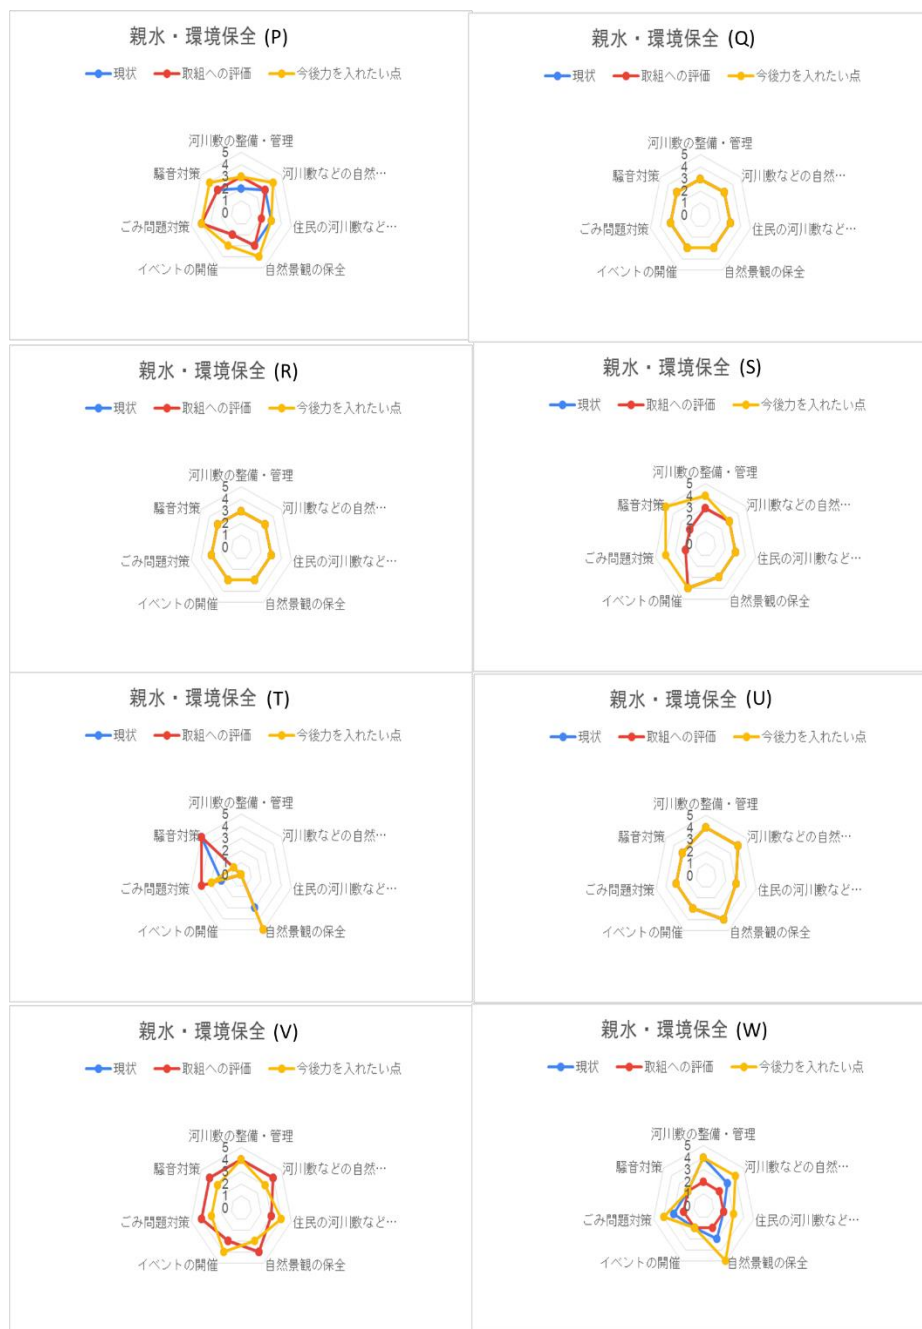 親水・環境保全 (P)
現状 取組への評価 今後力を入れたい点
河川敷の整備・管理
5
4
3
2
1
0
騒音対策 河川敷などの自然…
ごみ問題対策 住民の河川敷など…
イベントの開催 自然景観の保全
親水・環境保全 (Q)
現状 取組への評価 今後力を入れたい点
河川敷の整備・管理
5
4
3
2
1
0
騒音対策 河川敷などの自然…
ごみ問題対策 住民の河川敷など…
イベントの開催 自然景観の保全
親水・環境保全 (R)
現状 取組への評価 今後力を入れたい点
河川敷の整備・管理
5
4
3
2
1
0
騒音対策 河川敷などの自然…
ごみ問題対策 住民の河川敷など…
イベントの開催 自然景観の保全
親水・環境保全 (S)
現状 取組への評価 今後力を入れたい点
河川敷の整備・管理
5
4
3
2
1
0
騒音対策 河川敷などの自然…
ごみ問題対策 住民の河川敷など…
イベントの開催 自然景観の保全
親水・環境保全 (T)
現状 取組への評価 今後力を入れたい点
河川敷の整備・管理
5
4
3
2
1
0
騒音対策 河川敷などの自然…
ごみ問題対策 住民の河川敷など…
イベントの開催 自然景観の保全
親水・環境保全 (U)
現状 取組への評価 今後力を入れたい点
河川敷の整備・管理
5
4
3
2
1
0
騒音対策 河川敷などの自然…
ごみ問題対策 住民の河川敷など…
イベントの開催 自然景観の保全
親水・環境保全 (V)
現状 取組への評価 今後力を入れたい点
河川敷の整備・管理
5
4
3
2
1
0
騒音対策 河川敷などの自然…
ごみ問題対策 住民の河川敷など…
イベントの開催 自然景観の保全
親水・環境保全 (W)
現状 取組への評価 今後力を入れたい点
河川敷の整備・管理
5
4
3
2
1
0
騒音対策 河川敷などの自然…
ごみ問題対策 住民の河川敷など…
イベントの開催 自然景観の保全